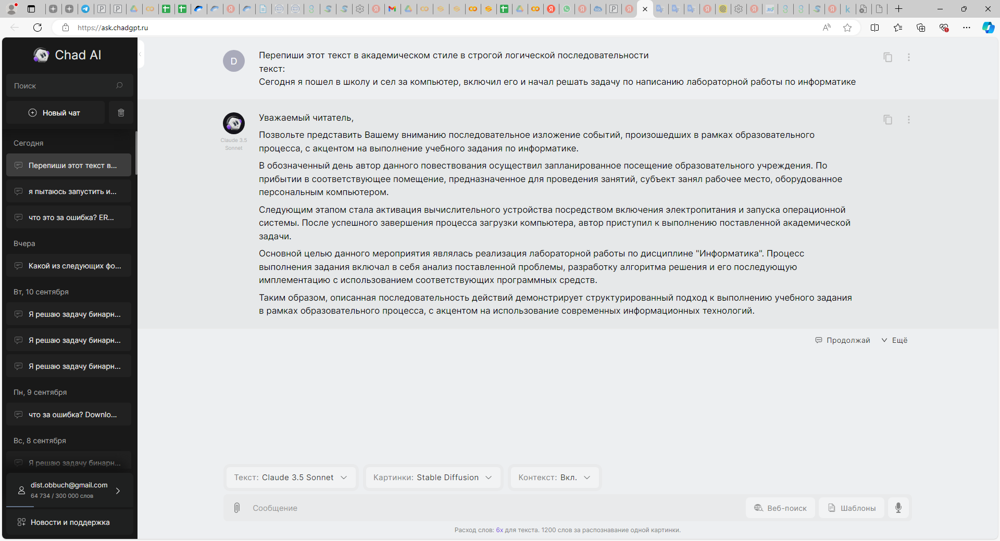 https://ask.chadgpt.ru
Chad AI
Поиск
Новый чат
Сегодня
Перепиши этот текст в...
я пытаюсь запустить и...
что это за ошибка? ER...
Вчера
Какой из следующих фо...
Вт, 10 сентября
Я решаю задачу бинарн...
Я решаю задачу бинарн...
Я решаю задачу бинарн...
Пн, 9 сентября
что за ошибка? Downlo...
Вс, 8 сентября
Я решаю задачу бинарн...
dist.obbuch@gmail.com
64 734 / 300 000 слов
Новости и поддержка
D
Перепиши этот текст в академическом стиле в строгой логической последовательности
текст:
Сегодня я пошел в школу и сел за компьютер, включил его и начал решать задачу по написанию лабораторной работы по информатике
Claude 3.5
Sonnet
Уважаемый читатель,
Позвольте представить Вашему вниманию последовательное изложение событий, произошедших в рамках образовательного
процесса, с акцентом на выполнение учебного задания по информатике.
В обозначенный день автор данного повествования осуществил запланированное посещение образовательного учреждения. По
прибытии в соответствующее помещение, предназначенное для проведения занятий, субъект занял рабочее место, оборудованное
персональным компьютером.
Следующим этапом стала активация вычислительного устройства посредством включения электропитания и запуска операционной
системы. После успешного завершения процесса загрузки компьютера, автор приступил к выполнению поставленной академической
задачи.
Основной целью данного мероприятия являлась реализация лабораторной работы по дисциплине "Информатика". Процесс
выполнения задания включал в себя анализ поставленной проблемы, разработку алгоритма решения и его последующую
имплементацию с использованием соответствующих программных средств.
Таким образом, описанная последовательность действий демонстрирует структурированный подход к выполнению учебного задания
в рамках образовательного процесса, с акцентом на использование современных информационных технологий.
Продолжай
Ещё
Текст: Claude 3.5 Sonnet
Картинки: Stable Diffusion
Контекст: Вкл.
Сообщение
Веб-поиск
Шаблоны
Расход слов: 6x для текста. 1200 слов за распознавание одной картинки.